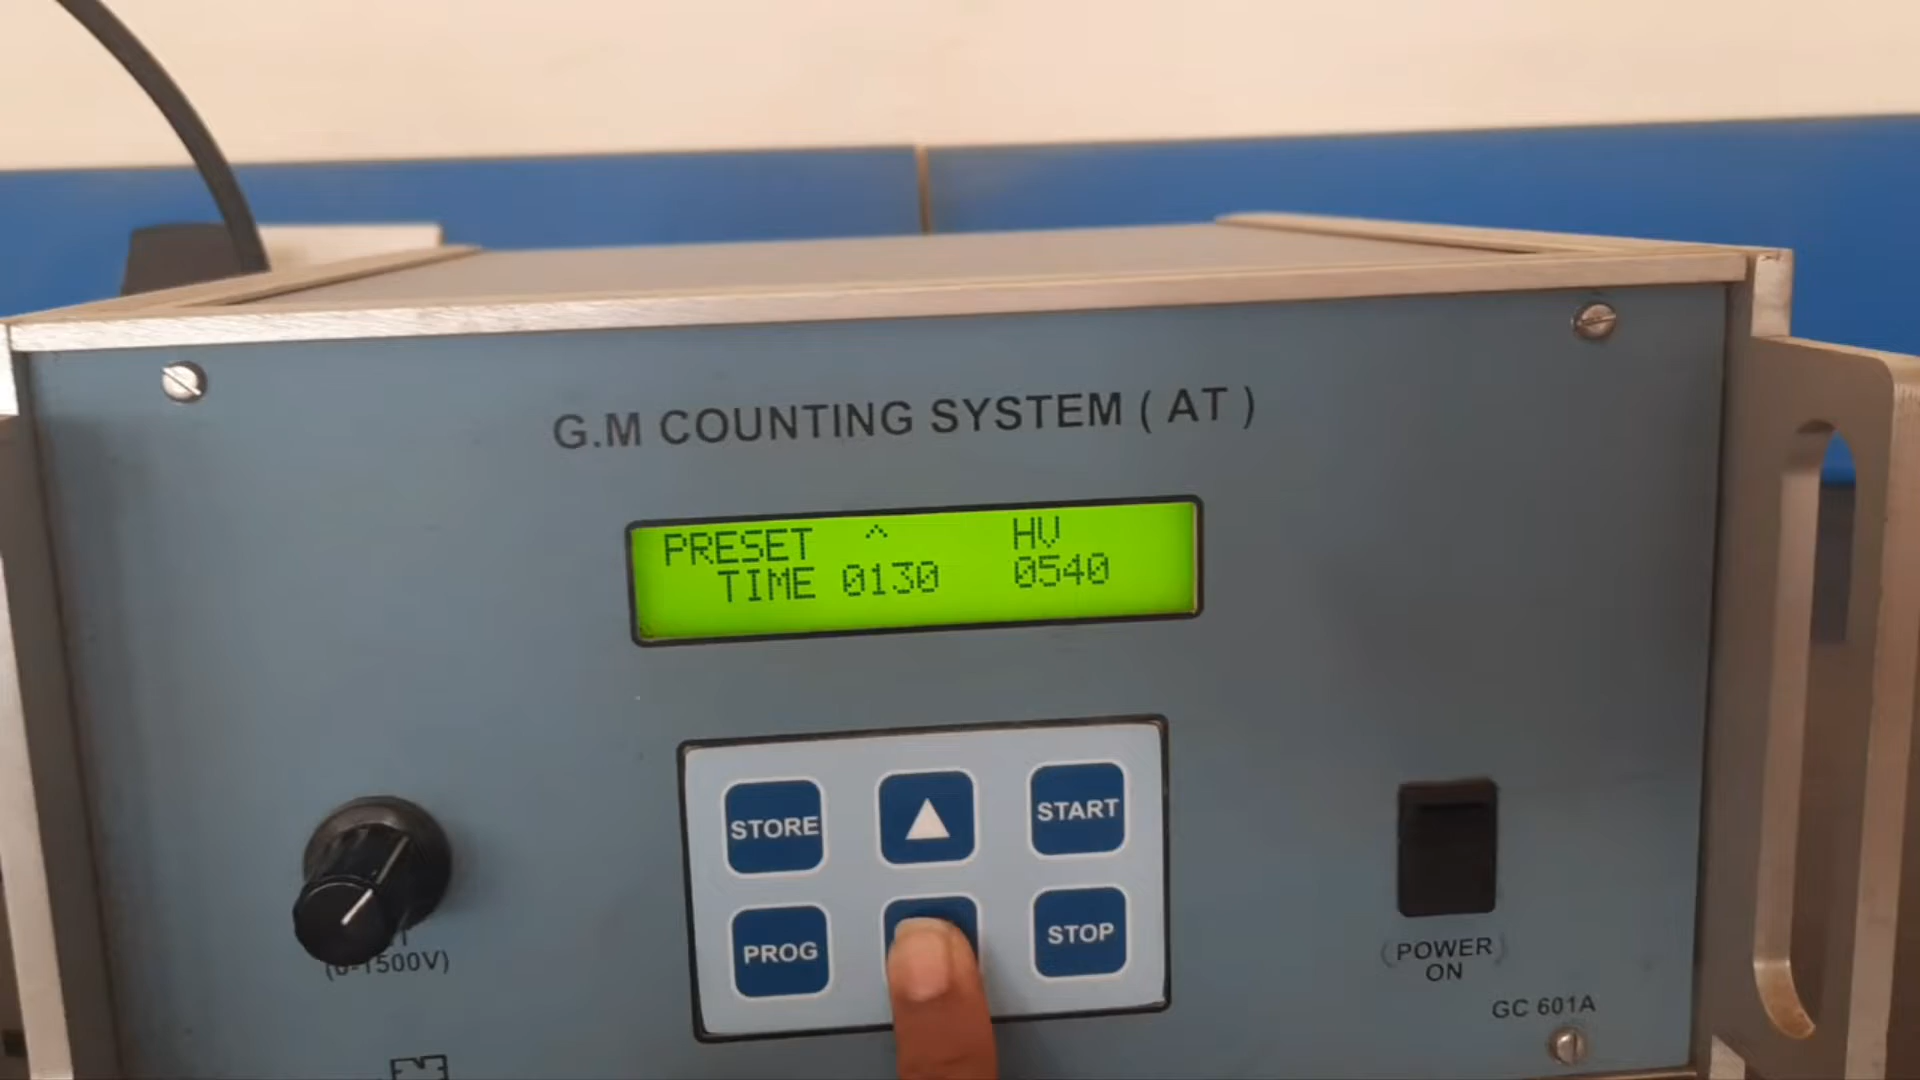 G.M COUNTING SYSTEM ( AT )
PRESET ^ HV
TIME 0130 0540
STORE
START
PROG
STOP
(0-1500V)
(POWER)
ON
GC 601A